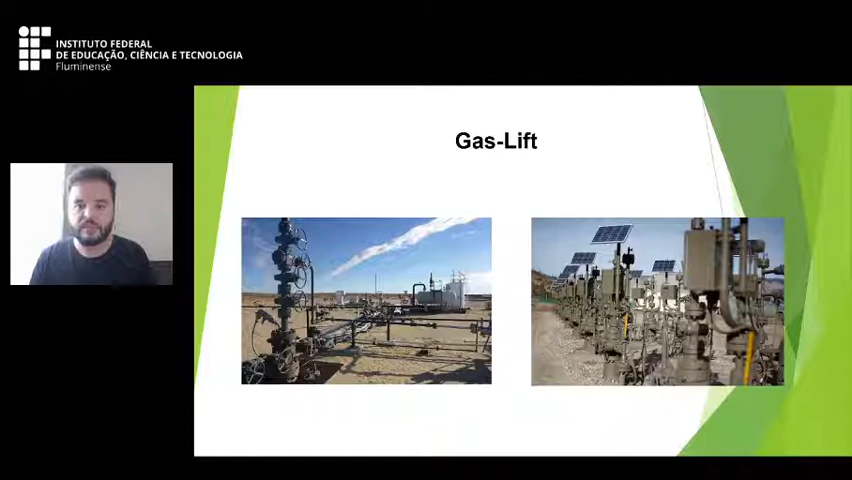 INSTITUTO FEDERAL
DE EDUCAÇÃO, CIÊNCIA E TECNOLOGIA
Fluminense
Gas-Lift